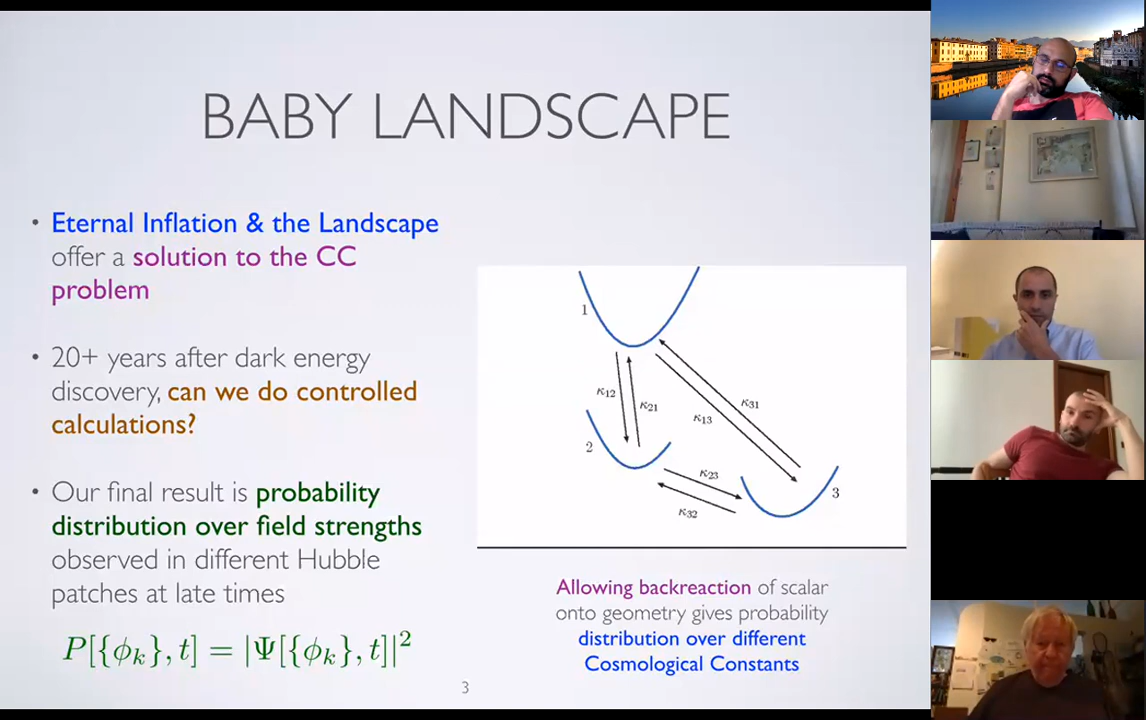 BABY LANDSCAPE
• Eternal Inflation & the Landscape
offer a solution to the CC
problem
• 20+ years after dark energy
discovery, can we do controlled
calculations?
• Our final result is probability
distribution over field strengths
observed in different Hubble
patches at late times
P[{ϕₖ}, t] = |Ψ[{ϕₖ}, t]|²
1
κ₁₂
κ₂₁
κ₁₃
κ₃₁
2
κ₂₃
κ₃₂
3
Allowing backreaction of scalar
onto geometry gives probability
distribution over different
Cosmological Constants
3